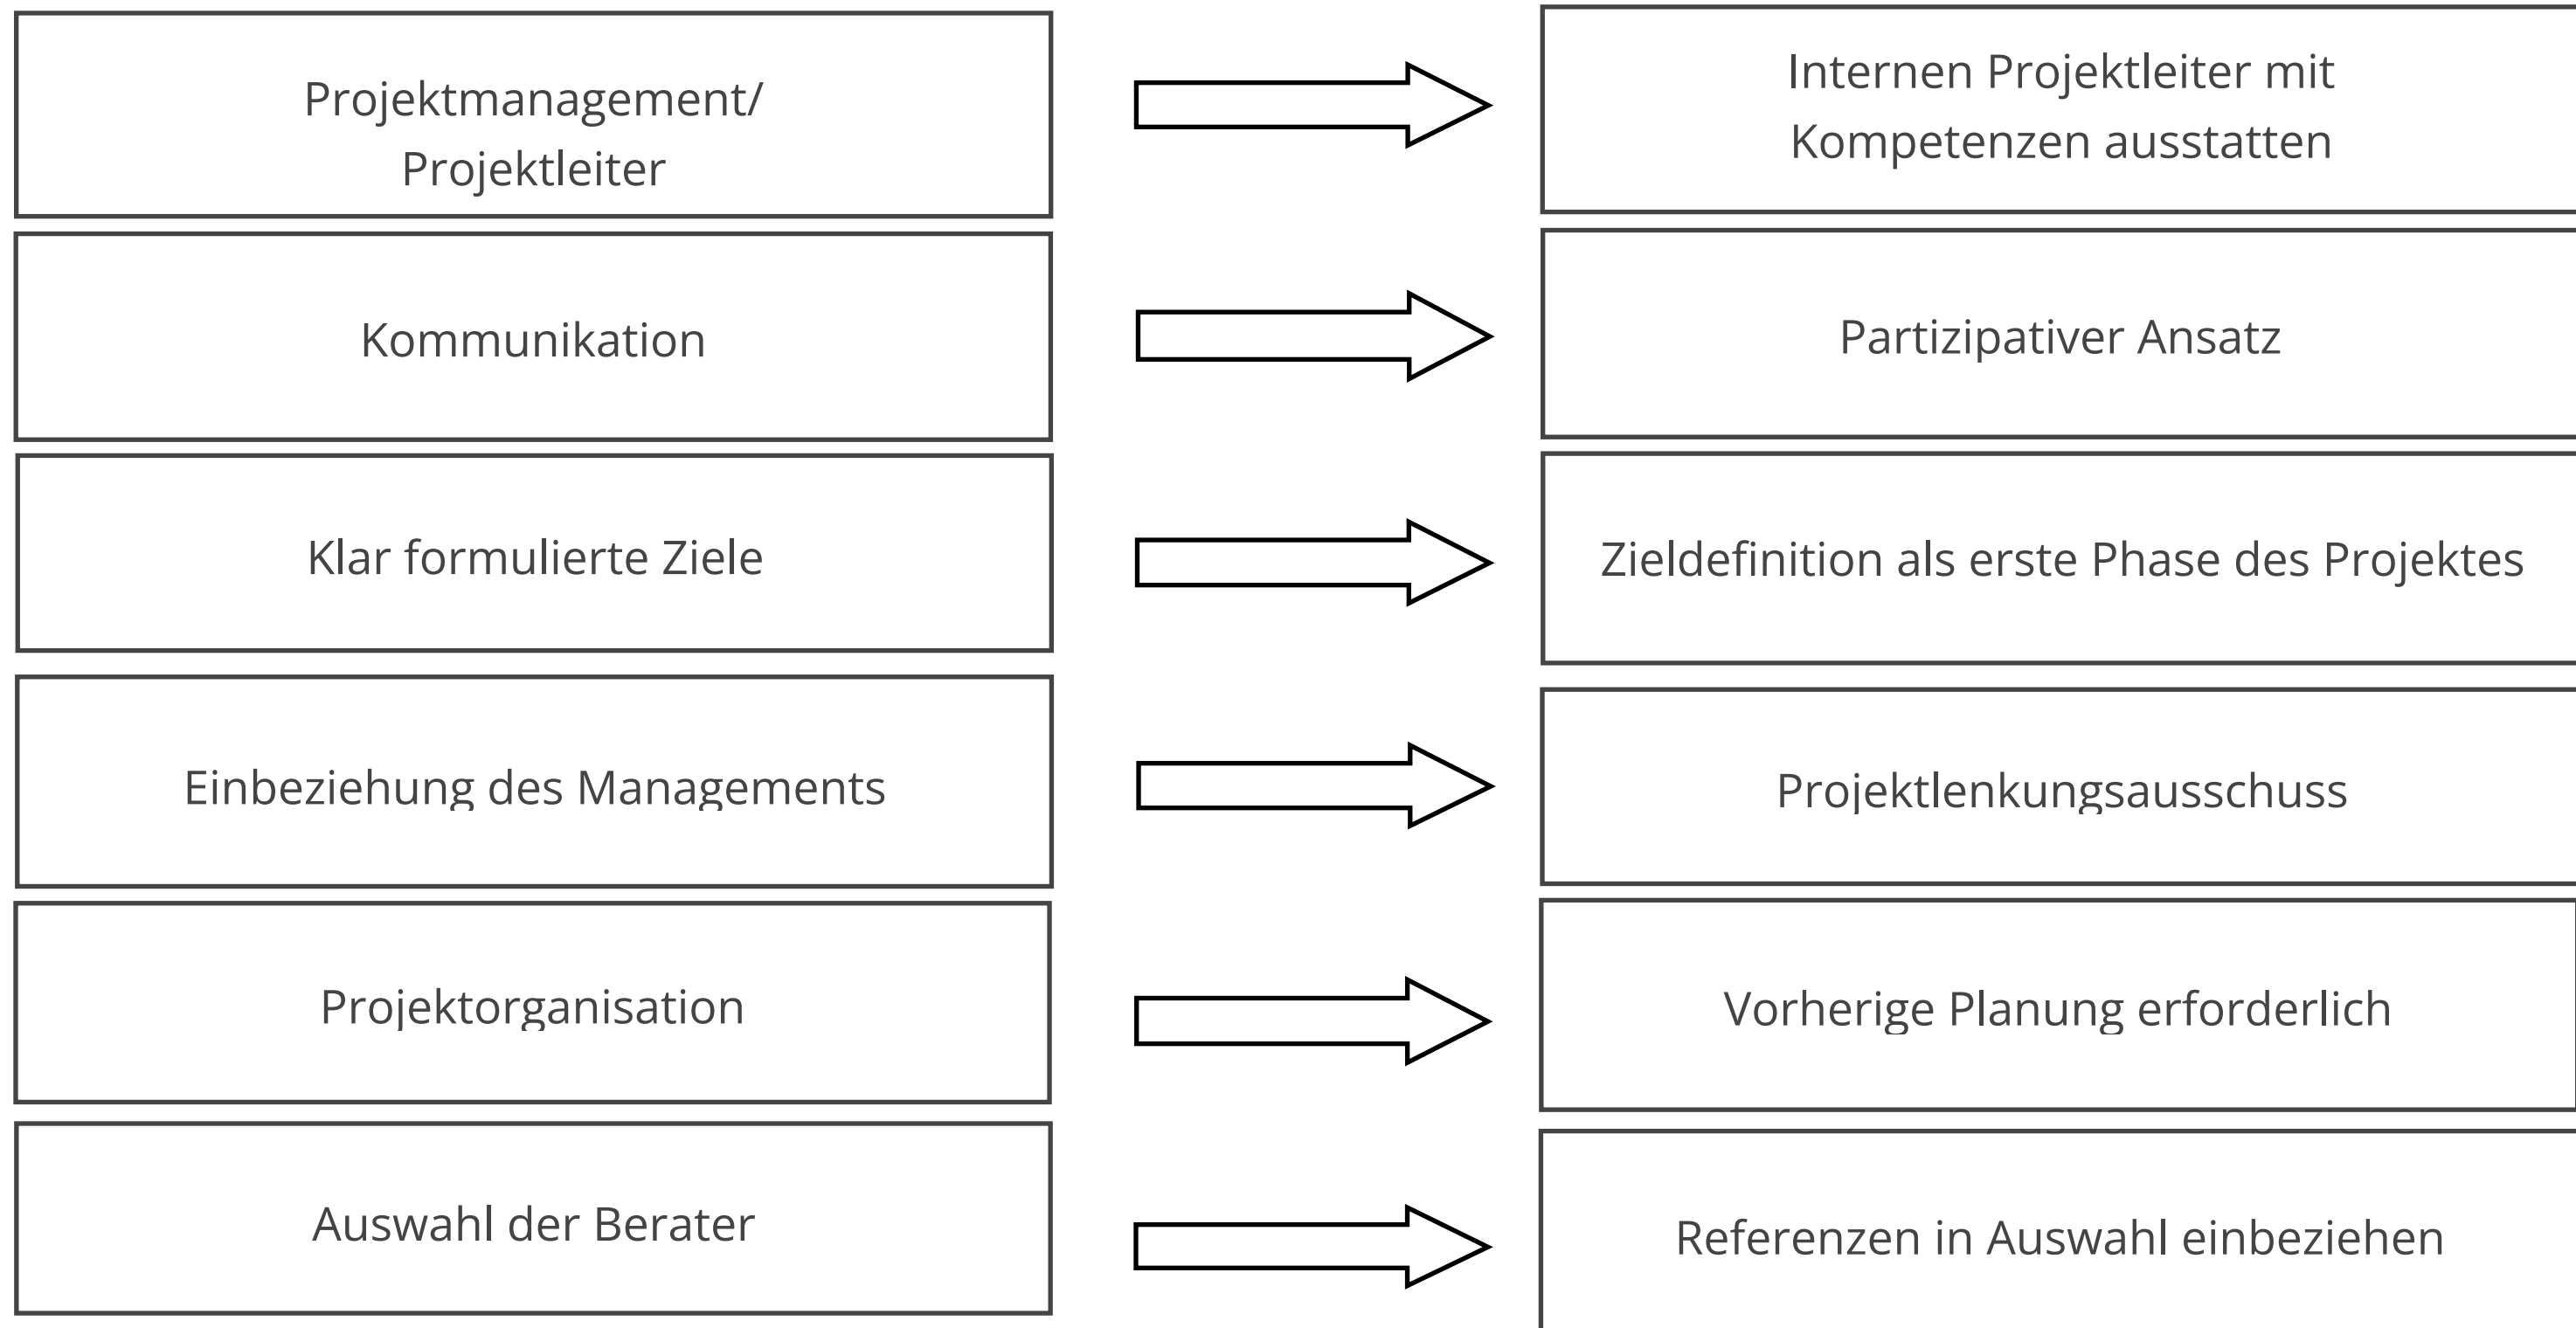 Projektmanagement/
Projektleiter
Internen Projektleiter mit
Kompetenzen ausstatten
Kommunikation
Partizipativer Ansatz
Klar formulierte Ziele
Zieldefinition als erste Phase des Projektes
Einbeziehung des Managements
Projektlenkungsausschuss
Projektorganisation
Vorherige Planung erforderlich
Auswahl der Berater
Referenzen in Auswahl einbeziehen